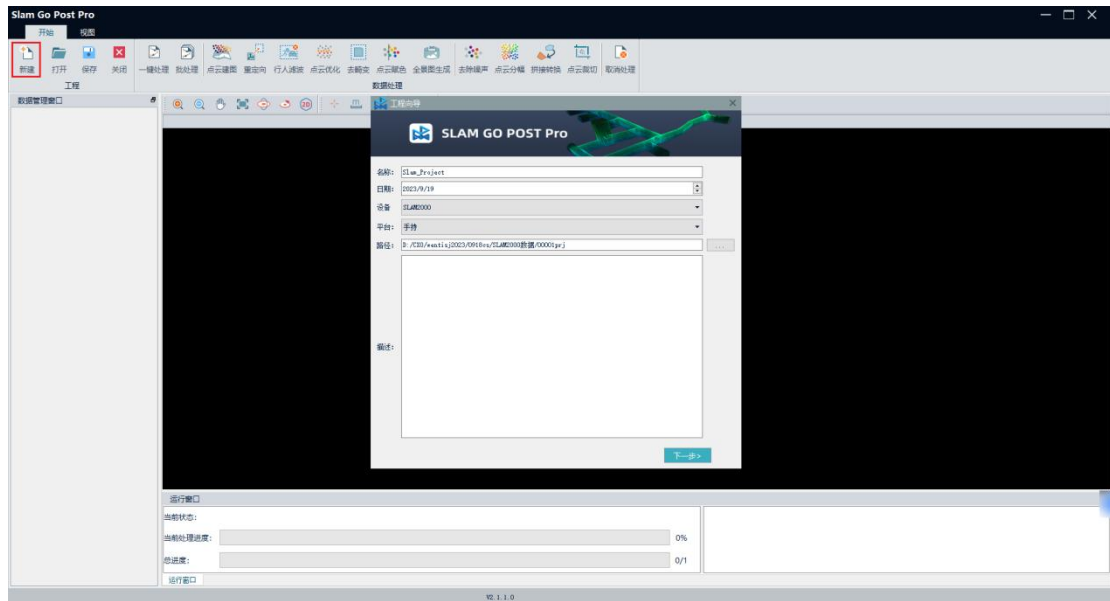 Slam Go Post Pro
开始 视图
新建 打开 保存 关闭 一键处理 批处理 点云建图 重定向 行人滤波 点云优化 去畸变 点云赋色 全景图生成 去除噪声 点云分幅 拼接转换 点云裁切 取消处理
工程 数据处理
数据管理窗口
工程向导
SLAM GO POST Pro
名称: Slam_Project
日期: 2023/9/19
设备 SLAM2000
平台: 手持
路径: ...
描述:
下一步>
运行窗口
当前状态:
当前处理进度: 0%
总进度: 0/1
运行窗口
V2.1.1.0